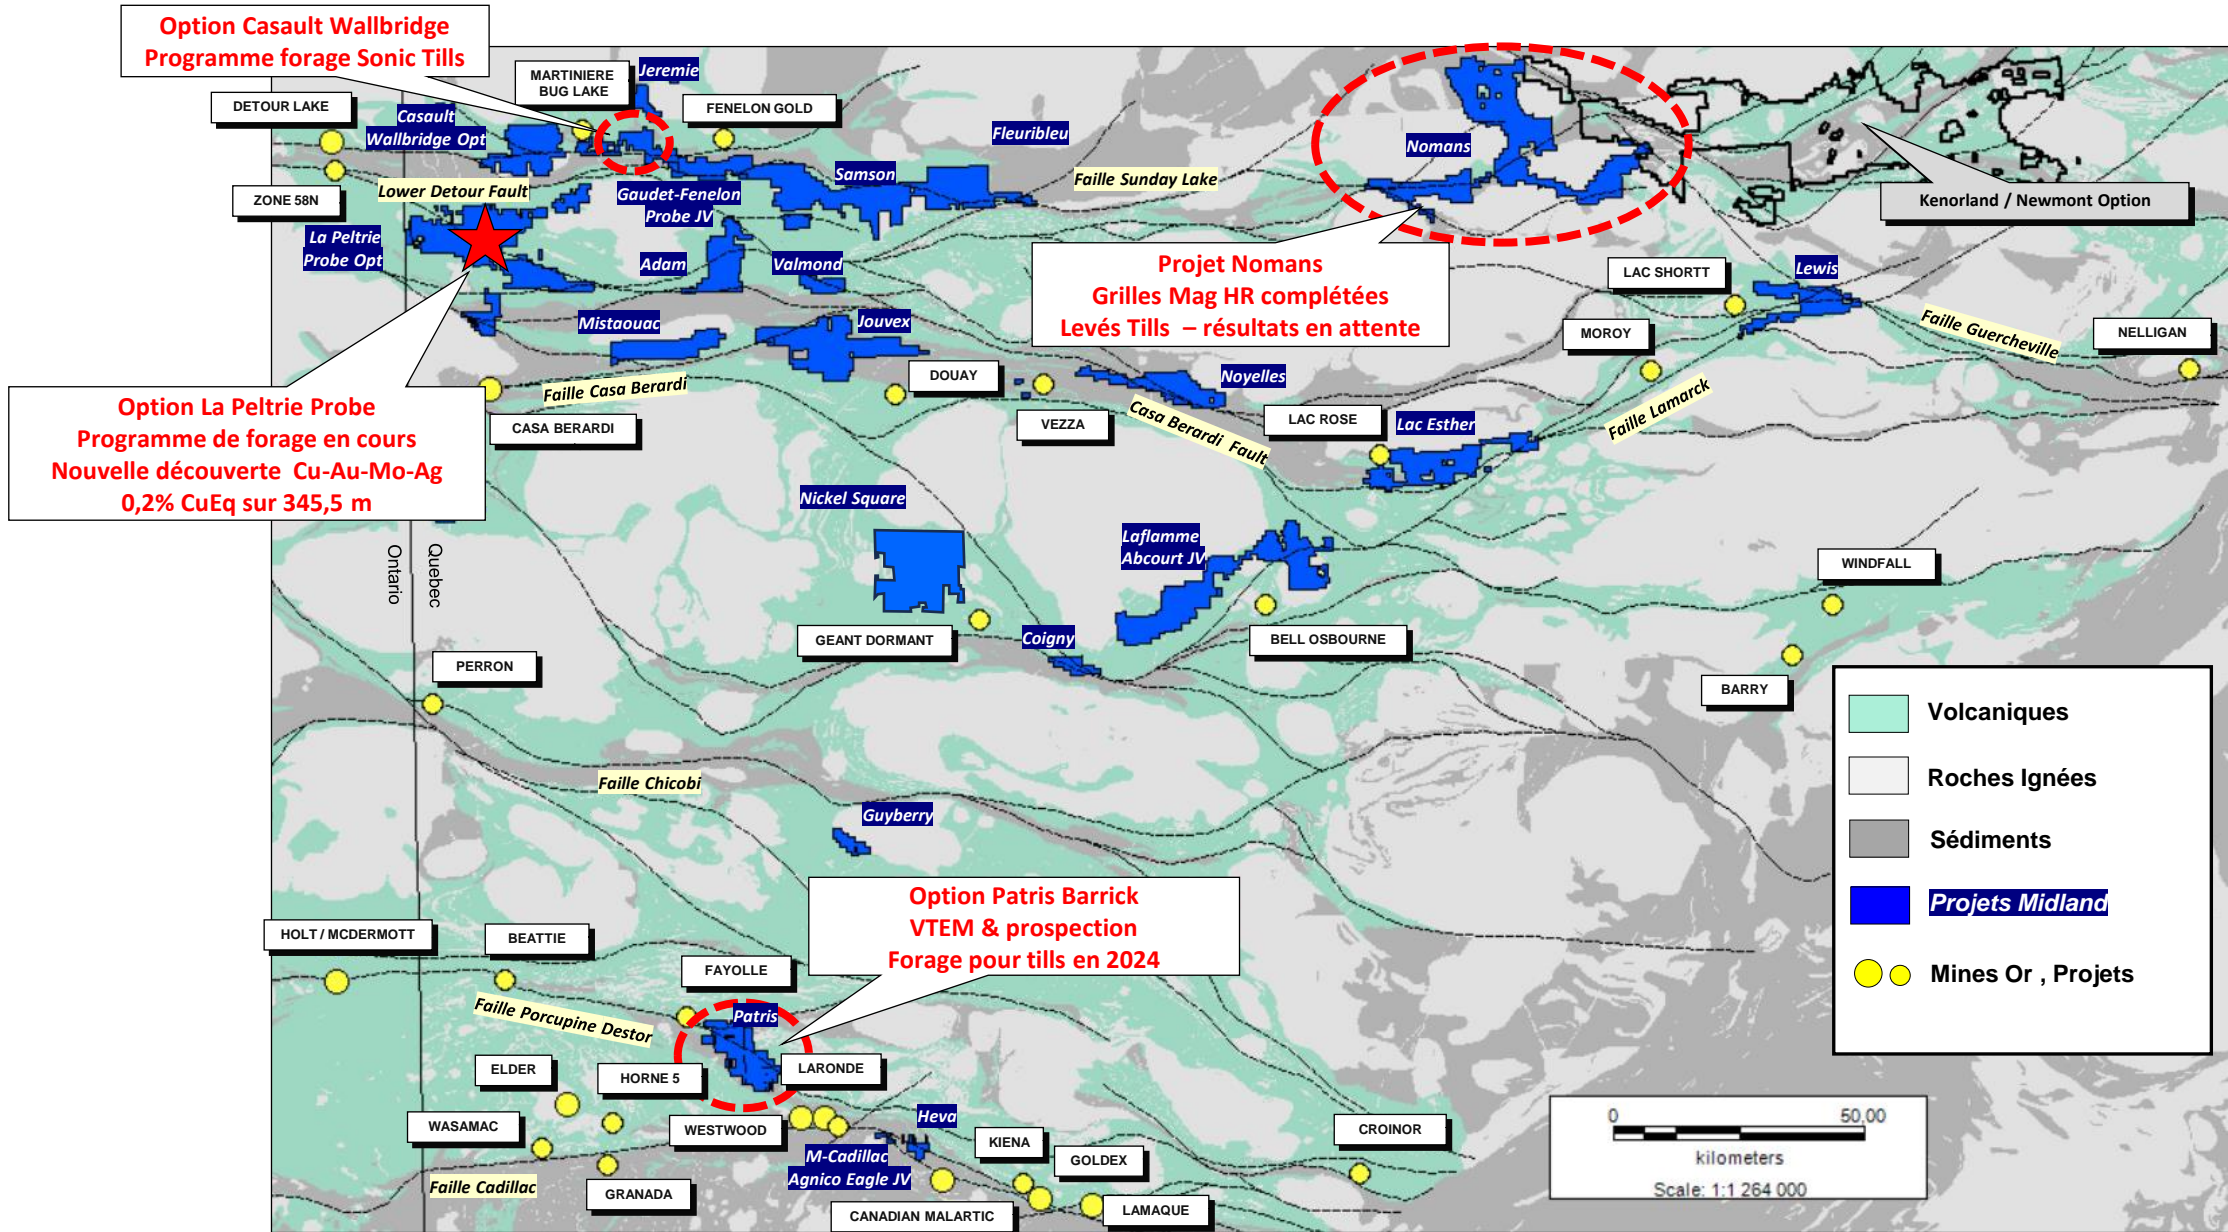 Option Casault Wallbridge
Programme forage Sonic Tills
Jeremie
MARTINIERE
BUG LAKE
DETOUR LAKE
FENELON GOLD
Casault
Wallbridge Opt
Fleuribleu
Nomans
Samson
Faille Sunday Lake
Lower Detour Fault
Gaudet-Fenelon
Probe JV
ZONE 58N
Kenorland / Newmont Option
La Peltrie
Probe Opt
Adam
Valmond
Projet Nomans
Grilles Mag HR complétées
Levés Tills – résultats en attente
LAC SHORTT
Lewis
Mistaouac
Jouvex
MOROY
Faille Guercheville
NELLIGAN
Option La Peltrie Probe
Programme de forage en cours
Nouvelle découverte Cu-Au-Mo-Ag
0,2% CuEq sur 345,5 m
Faille Casa Berardi
DOUAY
Noyelles
CASA BERARDI
VEZZA
Casa Berardi Fault
LAC ROSE
Lac Esther
Faille Lamarck
Nickel Square
Laflamme
Abcourt JV
Ontario
Quebec
WINDFALL
GEANT DORMANT
Coigny
BELL OSBOURNE
PERRON
BARRY
Volcaniques
Roches Ignées
Sédiments
Projets Midland
Mines Or , Projets
Faille Chicobi
Guyberry
Option Patris Barrick
VTEM & prospection
Forage pour tills en 2024
HOLT / MCDERMOTT
BEATTIE
FAYOLLE
Faille Porcupine Destor
Patris
ELDER
HORNE 5
LARONDE
WASAMAC
WESTWOOD
Heva
M-Cadillac
Agnico Eagle JV
KIENA
GOLDEX
CROINOR
Faille Cadillac
GRANADA
CANADIAN MALARTIC
LAMAQUE
0
50,00
kilometers
Scale: 1:1 264 000